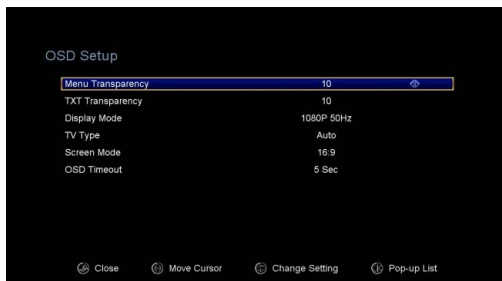 OSD Setup
Menu Transparency 10
TXT Transparency 10
Display Mode 1080P 50Hz
TV Type Auto
Screen Mode 16:9
OSD Timeout 5 Sec
Close Move Cursor Change Setting Pop-up List